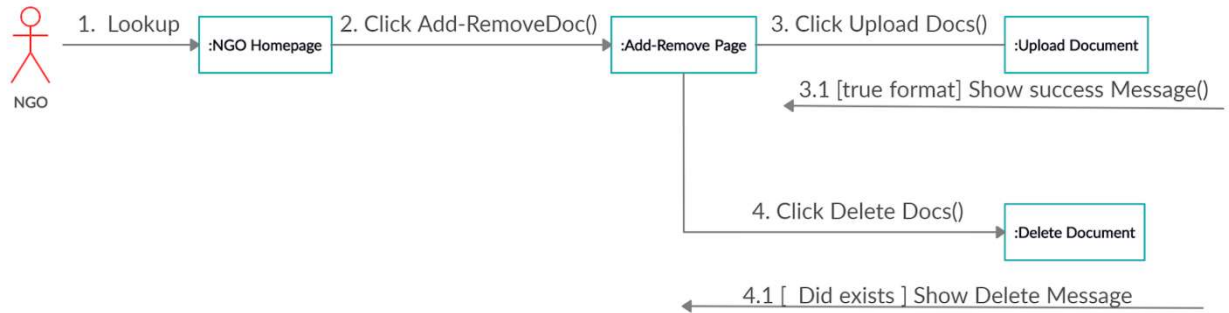 1. Lookup
:NGO Homepage
2. Click Add-RemoveDoc()
:Add-Remove Page
3. Click Upload Docs()
:Upload Document
NGO
3.1 [true format] Show success Message()
4. Click Delete Docs()
:Delete Document
4.1 [ Did exists ] Show Delete Message